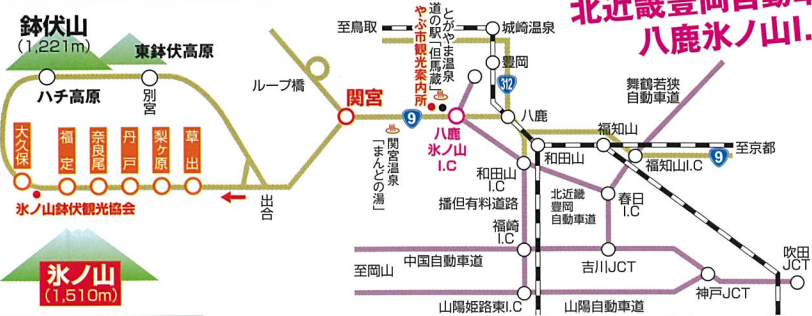 北近畿豊岡自動車
八鹿氷ノ山I.
鉢伏山
(1,221m)
東鉢伏高原
ハチ高原
別宮
大久保
福定
奈良尾
丹戸
梨ヶ原
草出
氷ノ山鉢伏観光協会
出合
氷ノ山
(1,510m)
ループ橋
関宮
9
関宮温泉
「まんどの湯」
とがやま温泉
道の駅「但馬蔵」
やぶ市観光案内所
至鳥取
城崎温泉
豊岡
312
八鹿
八鹿
氷ノ山
I.C
舞鶴若狭
自動車道
福知山
和田山
至京都
9
福知山I.C
和田山
I.C
播但有料道路
北近畿
豊岡
自動車道
春日
I.C
福崎
I.C
中国自動車道
至岡山
吉川JCT
吹田
JCT
神戸JCT
山陽姫路東I.C
山陽自動車道